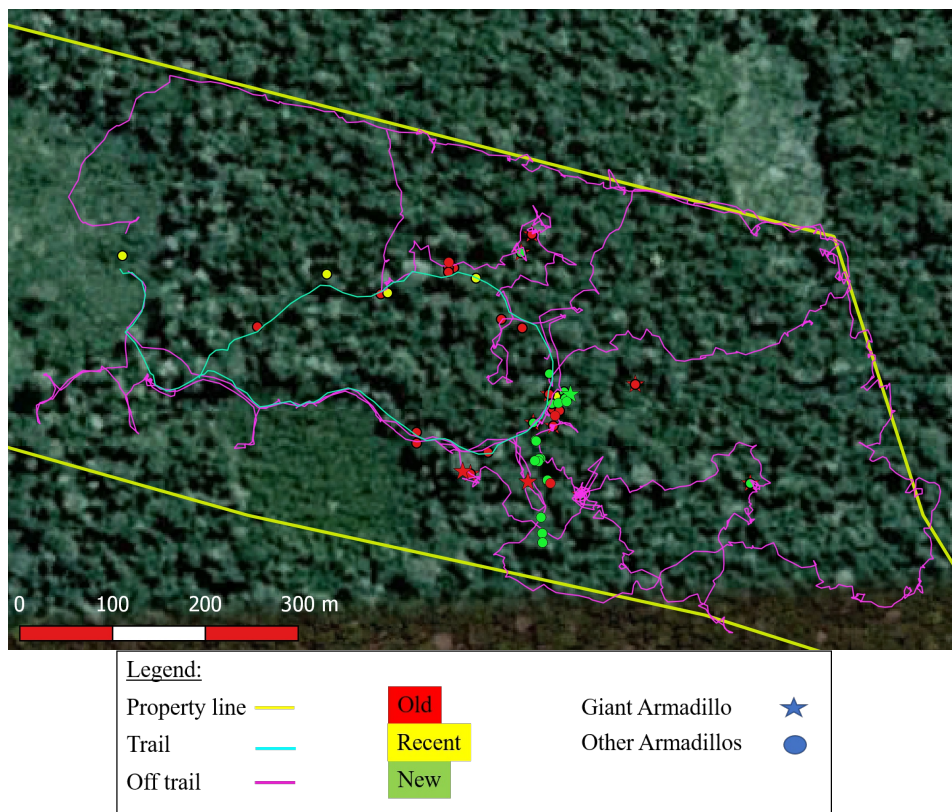 0 100 200 300 m
Legend:
Property line
Old
Giant Armadillo
Trail
Recent
Other Armadillos
Off trail
New